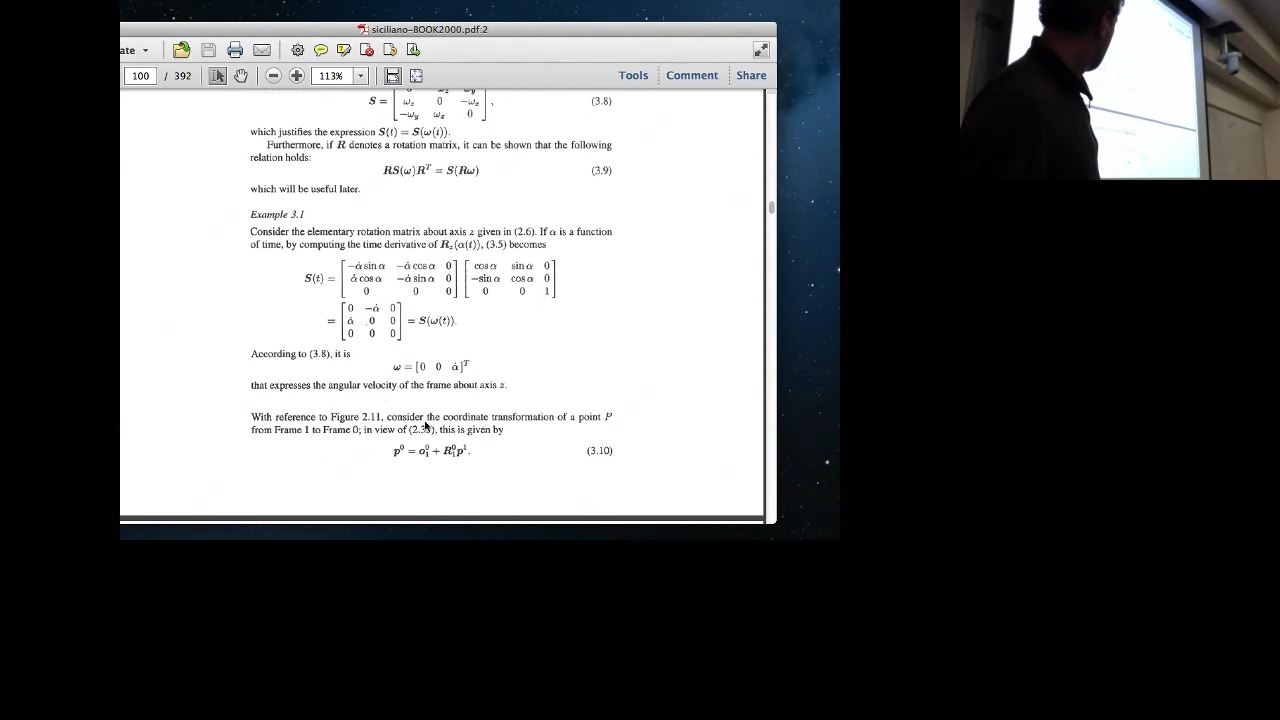 siciliano-BOOK2000.pdf:2
ate
100 / 392 113% Tools Comment Share
S = [ ω_z 0 −ω_x ; −ω_y ω_x 0 ] , (3.8)
which justifies the expression S(t) = S(ω(t)).
Furthermore, if R denotes a rotation matrix, it can be shown that the following
relation holds:
RS(ω)R^T = S(Rω) (3.9)
which will be useful later.
Example 3.1
Consider the elementary rotation matrix about axis z given in (2.6). If α is a function
of time, by computing the time derivative of R_z(α(t)), (3.5) becomes
S(t) = [ −α̇ sin α −α̇ cos α 0 ; α̇ cos α −α̇ sin α 0 ; 0 0 0 ] [ cos α sin α 0 ; −sin α cos α 0 ; 0 0 1 ]
= [ 0 −α̇ 0 ; α̇ 0 0 ; 0 0 0 ] = S(ω(t)).
According to (3.8), it is
ω = [ 0 0 α̇ ]^T
that expresses the angular velocity of the frame about axis z.
With reference to Figure 2.11, consider the coordinate transformation of a point P
from Frame 1 to Frame 0; in view of this is given by
p^0 = o_1^0 + R_1^0 p^1. (3.10)